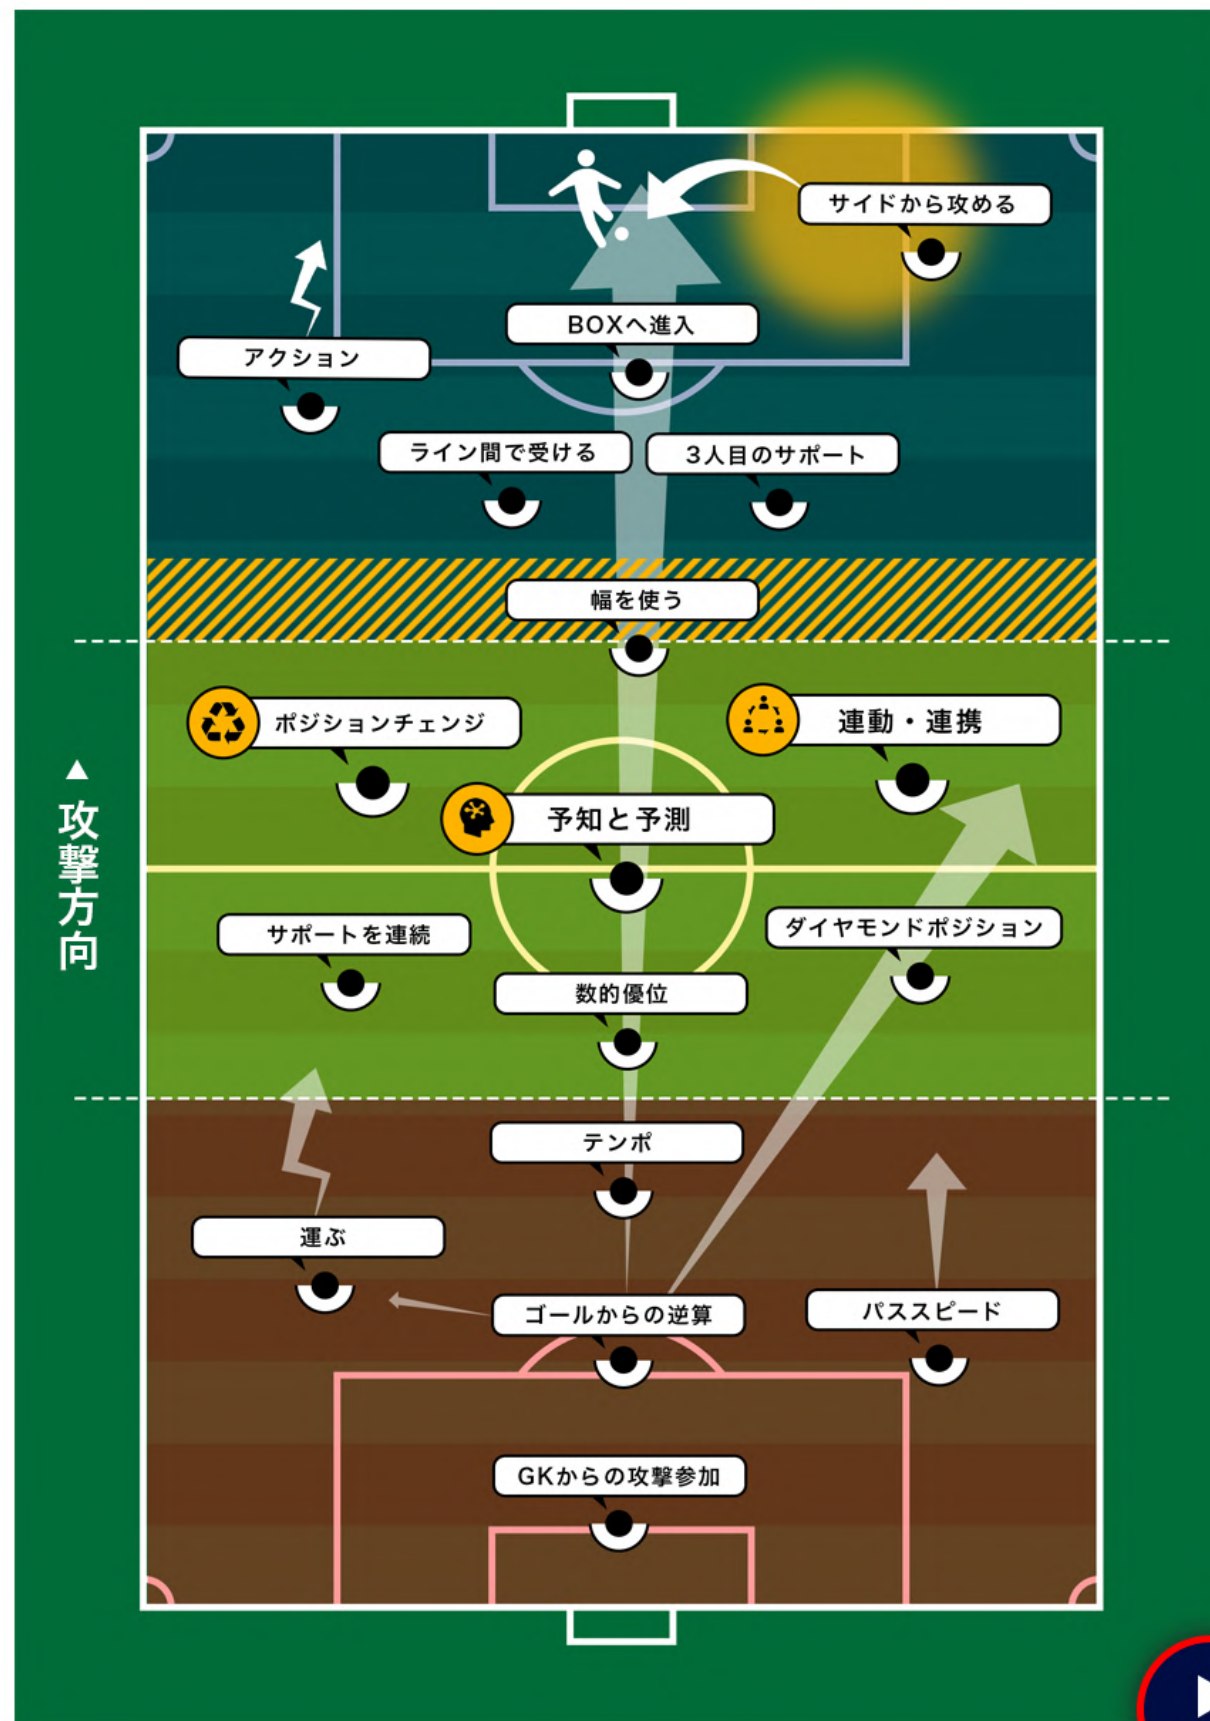 サイドから攻める
BOXへ進入
アクション
ライン間で受ける
3人目のサポート
幅を使う
ポジションチェンジ
連動・連携
▲攻撃方向
予知と予測
サポートを連続
ダイヤモンドポジション
数的優位
テンポ
運ぶ
ゴールからの逆算
パススピード
GKからの攻撃参加